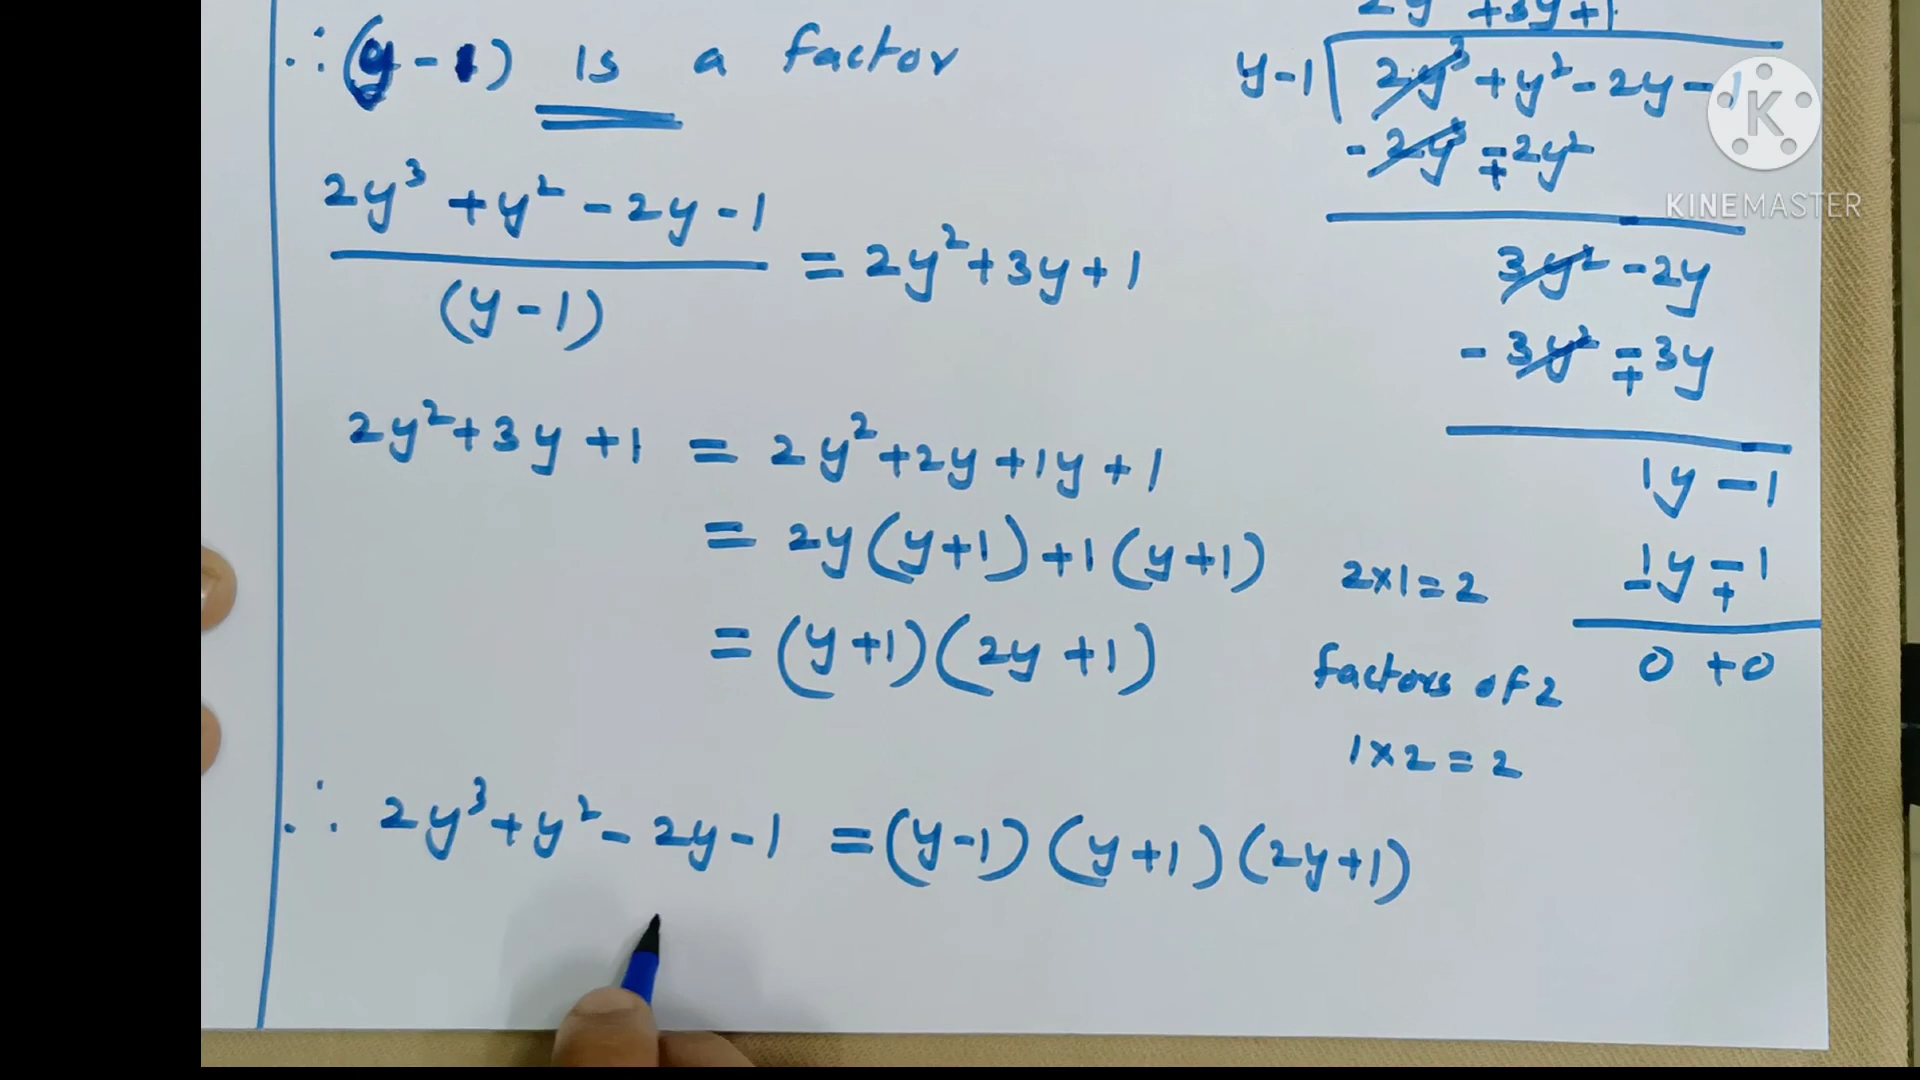 ∴ (y-1) is a factor
2y³ + y² - 2y - 1
(y-1)
= 2y² + 3y + 1
2y² + 3y + 1 = 2y² + 2y + 1y + 1
= 2y(y+1) + 1(y+1)
= (y+1)(2y+1)
∴ 2y³ + y² - 2y - 1 = (y-1)(y+1)(2y+1)
2y² + 3y + 1
y-1
2y³ + y² - 2y - 1
- 2y³ ∓ 2y²
3y² - 2y
- 3y² ∓ 3y
1y - 1
1y - 1
- +
0 + 0
2×1=2
factors of 2
1×2=2
K
KINEMASTER